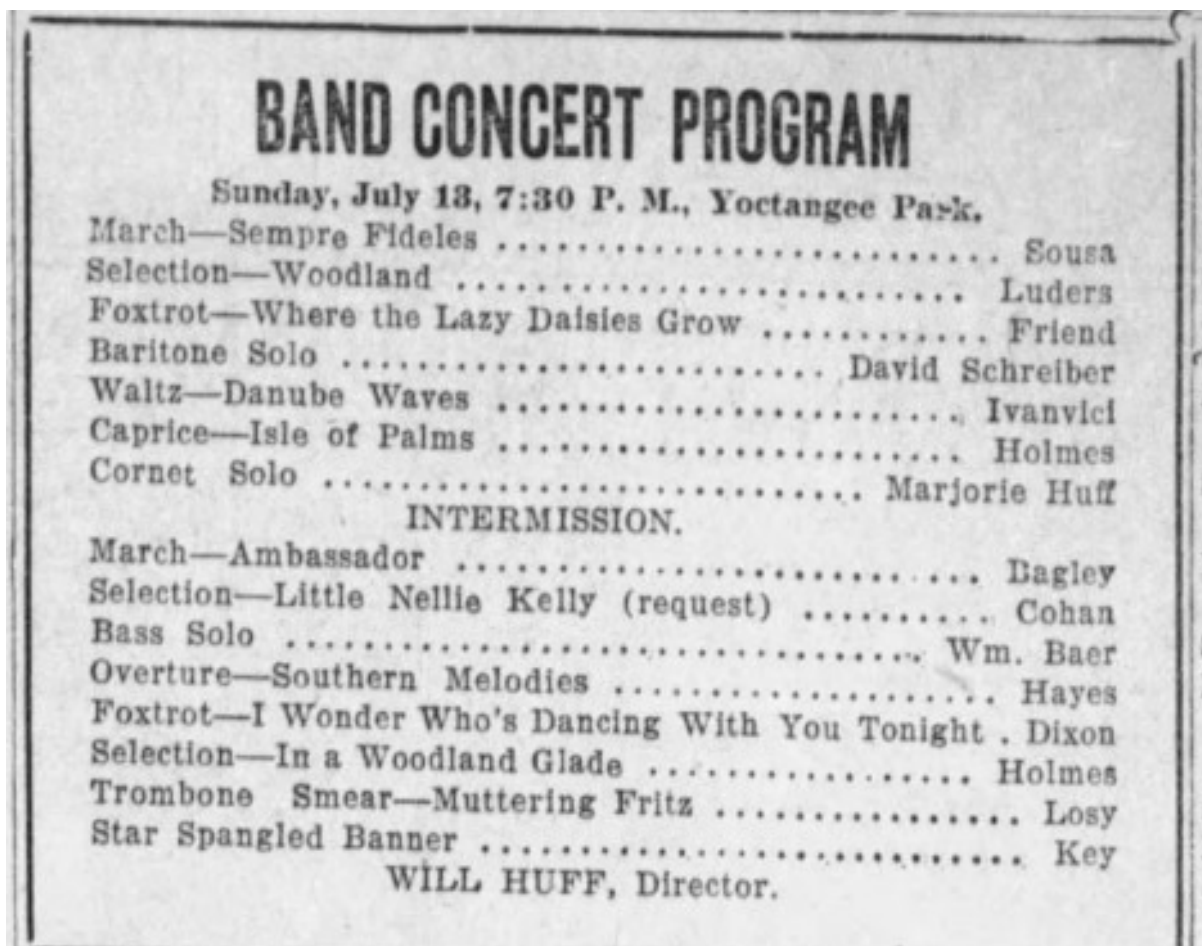 BAND CONCERT PROGRAM
Sunday, July 13, 7:30 P. M., Yoctangee Park.
March—Sempre Fideles .......................... Sousa
Selection—Woodland .......................... Luders
Foxtrot—Where the Lazy Daisies Grow ............ Friend
Baritone Solo .......................... David Schreiber
Waltz—Danube Waves ........................ Ivanvici
Caprice—Isle of Palms ........................ Holmes
Cornet Solo ............................ Marjorie Huff
INTERMISSION.
March—Ambassador ........................... Bagley
Selection—Little Nellie Kelly (request) .......... Cohan
Bass Solo ................................. Wm. Baer
Overture—Southern Melodies .................... Hayes
Foxtrot—I Wonder Who's Dancing With You Tonight . Dixon
Selection—In a Woodland Glade ................. Holmes
Trombone Smear—Muttering Fritz ................ Losy
Star Spangled Banner ............................ Key
WILL HUFF, Director.